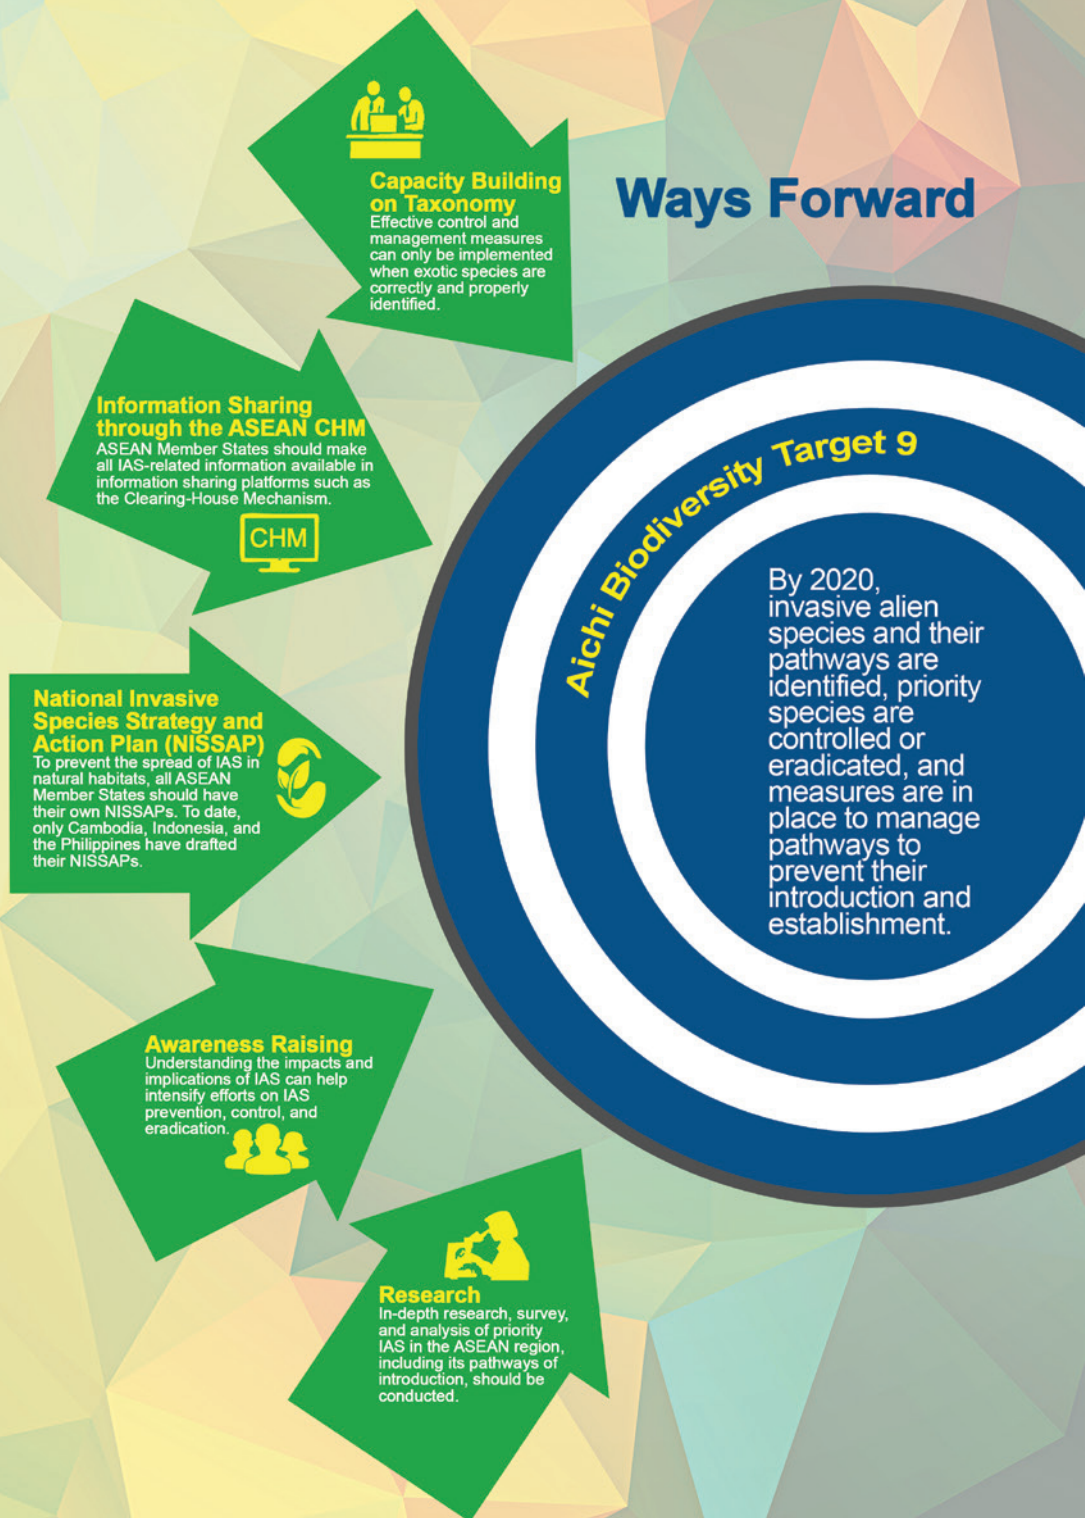 Ways Forward
Capacity Building
on Taxonomy
Effective control and
management measures
can only be implemented
when exotic species are
correctly and properly
identified.
Information Sharing
through the ASEAN CHM
ASEAN Member States should make
all IAS-related information available in
information sharing platforms such as
the Clearing-House Mechanism.
CHM
National Invasive
Species Strategy and
Action Plan (NISSAP)
To prevent the spread of IAS in
natural habitats, all ASEAN
Member States should have
their own NISSAPs. To date,
only Cambodia, Indonesia, and
the Philippines have drafted
their NISSAPs.
Awareness Raising
Understanding the impacts and
implications of IAS can help
intensify efforts on IAS
prevention, control, and
eradication.
Research
In-depth research, survey,
and analysis of priority
IAS in the ASEAN region,
including its pathways of
introduction, should be
conducted.
Aichi Biodiversity Target 9
By 2020,
invasive alien
species and their
pathways are
identified, priority
species are
controlled or
eradicated, and
measures are in
place to manage
pathways to
prevent their
introduction and
establishment.